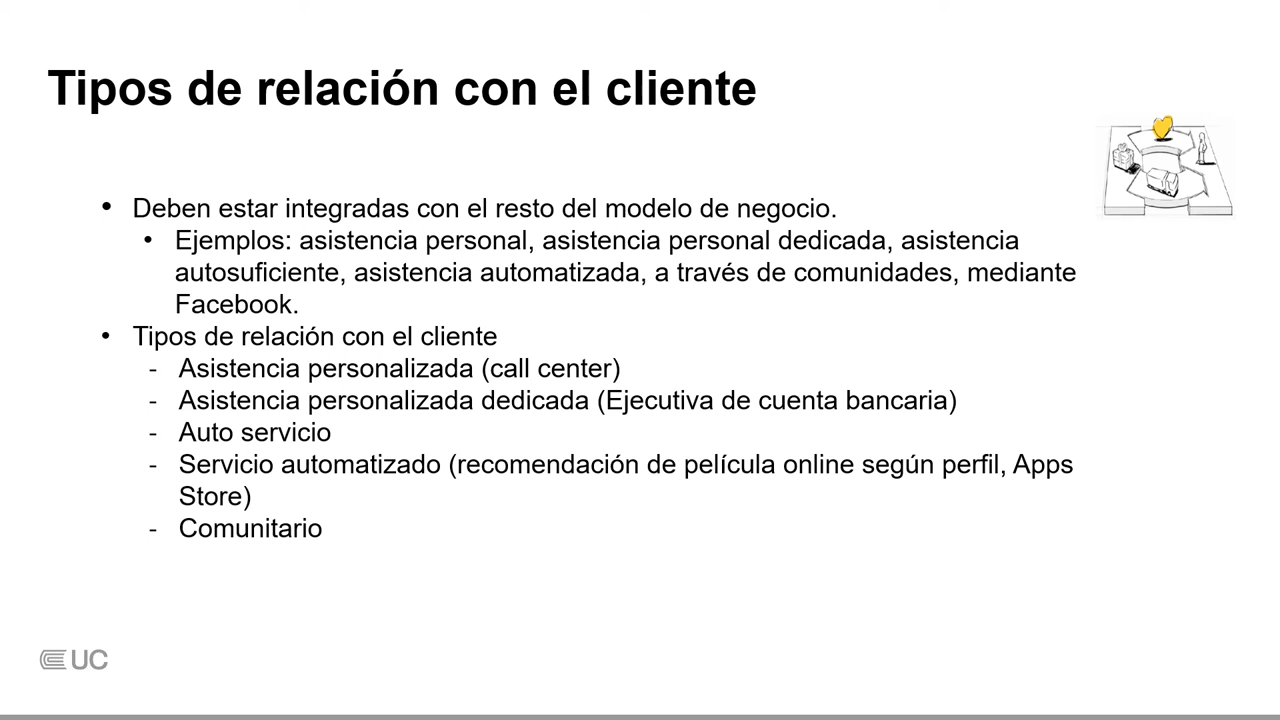 Tipos de relación con el cliente
• Deben estar integradas con el resto del modelo de negocio.
• Ejemplos: asistencia personal, asistencia personal dedicada, asistencia
autosuficiente, asistencia automatizada, a través de comunidades, mediante
Facebook.
• Tipos de relación con el cliente
- Asistencia personalizada (call center)
- Asistencia personalizada dedicada (Ejecutiva de cuenta bancaria)
- Auto servicio
- Servicio automatizado (recomendación de película online según perfil, Apps
Store)
- Comunitario
UC